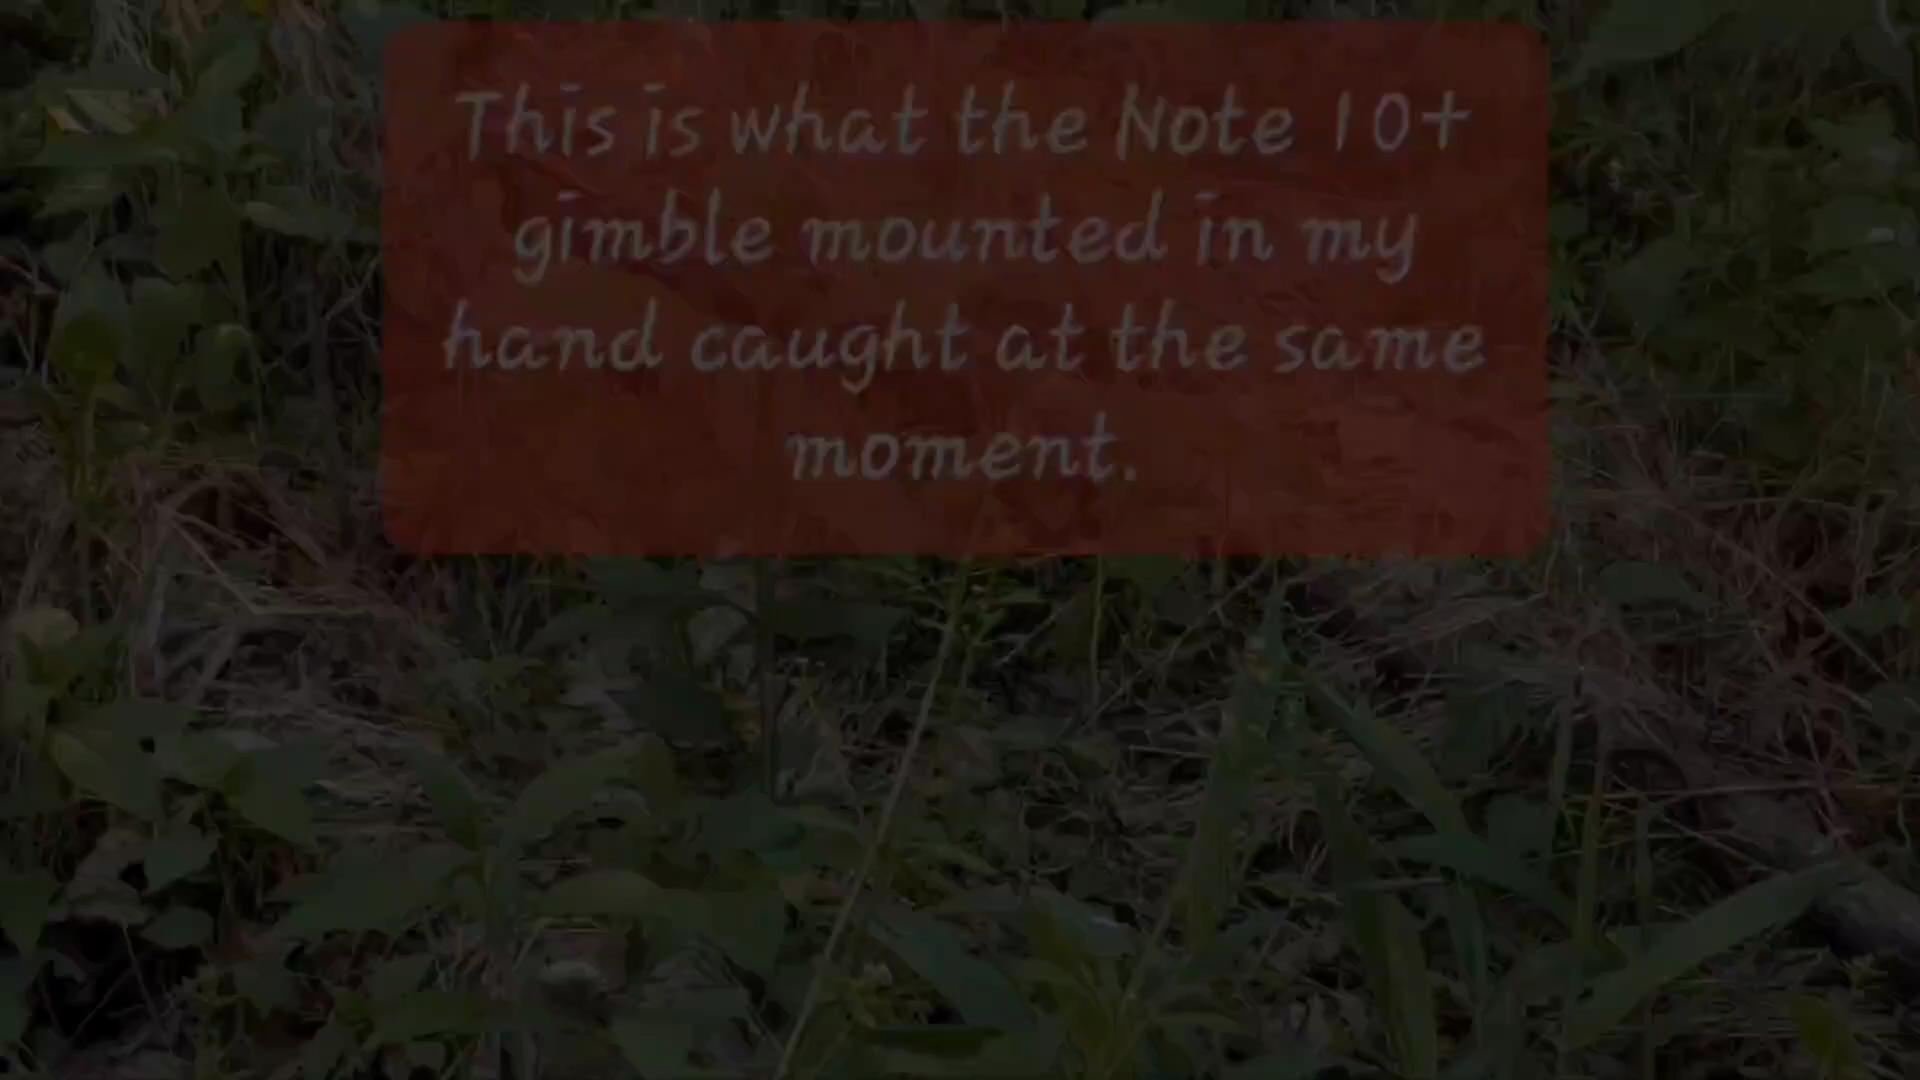 This is what the Note 10+
gimble mounted in my
hand caught at the same
moment.